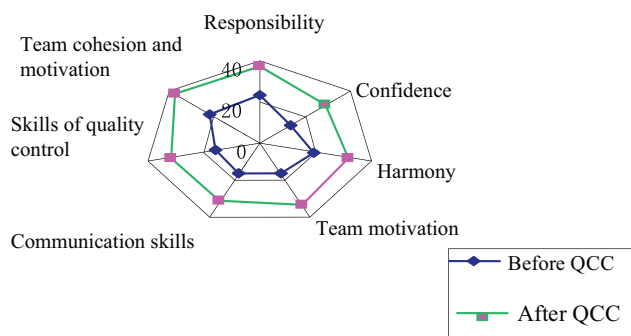 Responsibility
Team cohesion and
motivation
40
Confidence
20
Skills of quality
control
0
Harmony
Team motivation
Communication skills
Before QCC
After QCC